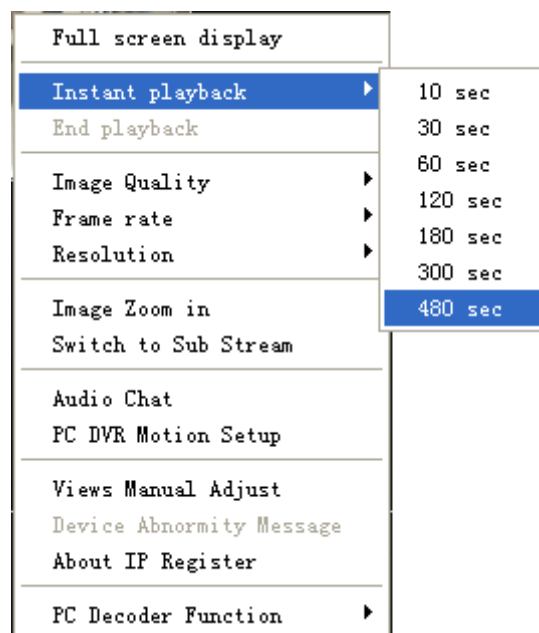 Full screen display
Instant playback
End playback
Image Quality
Frame rate
Resolution
Image Zoom in
Switch to Sub Stream
Audio Chat
PC DVR Motion Setup
Views Manual Adjust
Device Abnormity Message
About IP Register
PC Decoder Function
10 sec
30 sec
60 sec
120 sec
180 sec
300 sec
480 sec